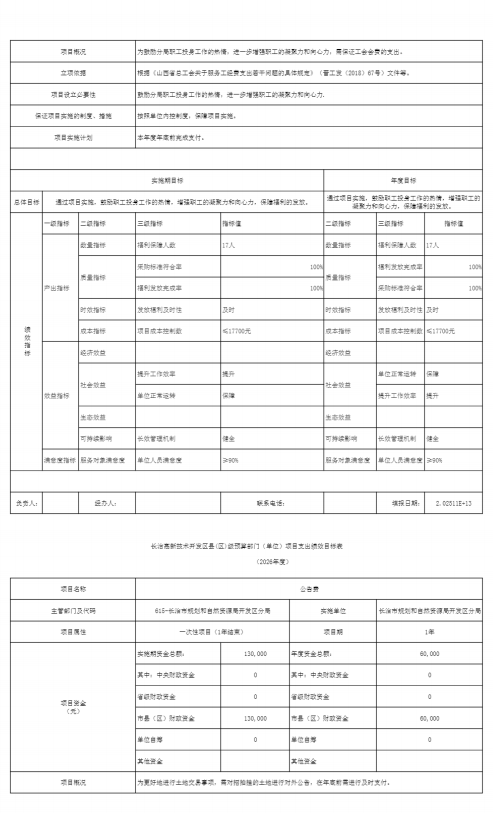 项目概况 为鼓励分局职工投身工作的热情，进一步增强职工的凝聚力和向心力，需保证工会会费的支出。
立项依据 根据《山西省总工会关于服务工经费支出若干问题的具体规定》（晋工发〔2018〕67号）文件等。
项目设立必要性 鼓励分局职工投身工作的热情，进一步增强职工的凝聚力和向心力.
保证项目实施的制度、措施 按照单位内控制度，保障项目实施。
项目实施计划 本年度年底前完成支付。
实施期目标 年度目标
总体目标 通过项目实施，鼓励职工投身工作的热情，增强职工的凝聚力和向心力，保障福利的发放。 通过项目实施，鼓励职工投身工作的热情，增强职工的
凝聚力和向心力，保障福利的发放。
绩效指标 一级指标 二级指标 三级指标 指标值 二级指标 三级指标 指标值
产出指标 数量指标 福利保障人数 17人 数量指标 福利保障人数 17人
质量指标 采购标准符合率 100% 质量指标 福利发放完成率 100%
福利发放完成率 100% 采购标准符合率 100%
时效指标 发放福利及时性 及时 时效指标 发放福利及时性 及时
成本指标 项目成本控制数 ≤17700元 成本指标 项目成本控制数 ≤17700元
效益指标 经济效益 经济效益
社会效益 提升工作效率 提升 社会效益 单位正常运转 保障
单位正常运转 保障 提升工作效率 提升
生态效益 生态效益
可持续影响 长效管理机制 健全 可持续影响 长效管理机制 健全
满意度指标 服务对象满意度 单位人员满意度 ≥90% 服务对象满意度 单位人员满意度 ≥90%
负责人： 经办人： 联系电话： 填报日期： 2.02511E+13
长治高新技术开发区县(区)级预算部门（单位）项目支出绩效目标表
（2026年度）
项目名称 公告费
主管部门及代码 615-长治市规划和自然资源局开发区分局 实施单位 长治市规划和自然资源局开发区分局
项目属性 一次性项目（1年结束） 项目期 1年
项目资金
（元）
实施期资金总额： 130,000 年度资金总额： 60,000
其中：中央财政资金 0 其中：中央财政资金 0
省级财政资金 0 省级财政资金 0
市县（区）财政资金 130,000 市县（区）财政资金 60,000
单位自筹 0 单位自筹 0
其他资金 其他资金
项目概况 为更好地进行土地交易事项，需对招拍挂的土地进行对外公告，在年底前需进行及时支付。